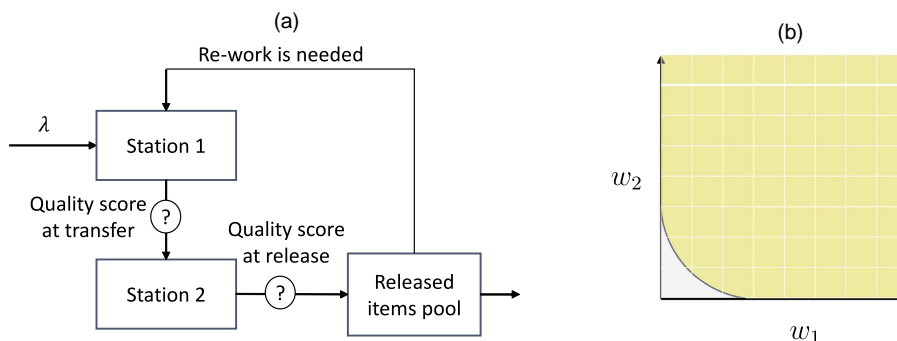 (a)
Re-work is needed
λ
Station 1
Quality score
at transfer
?
Quality score
at release
Station 2
?
Released
items pool
(b)
w2
w1